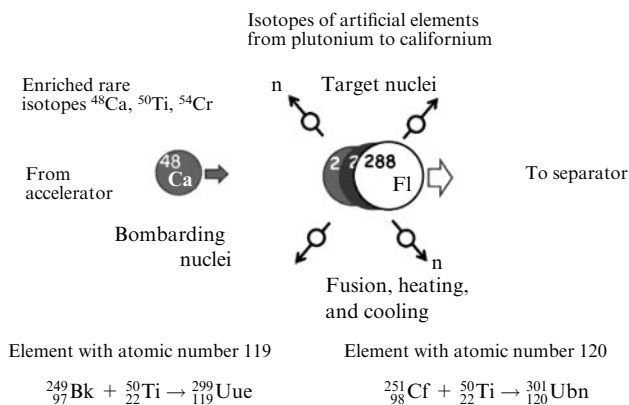 Isotopes of artificial elements
from plutonium to californium
Enriched rare
isotopes ⁴⁸Ca, ⁵⁰Ti, ⁵⁴Cr
n
Target nuclei
From
accelerator
48
Ca
2 2 288
Fl
To separator
Bombarding
nuclei
n
Fusion, heating,
and cooling
Element with atomic number 119
²⁴⁹₉₇Bk + ⁵⁰₂₂Ti → ²⁹⁹₁₁₉Uue
Element with atomic number 120
²⁵¹₉₈Cf + ⁵⁰₂₂Ti → ³⁰¹₁₂₀Ubn